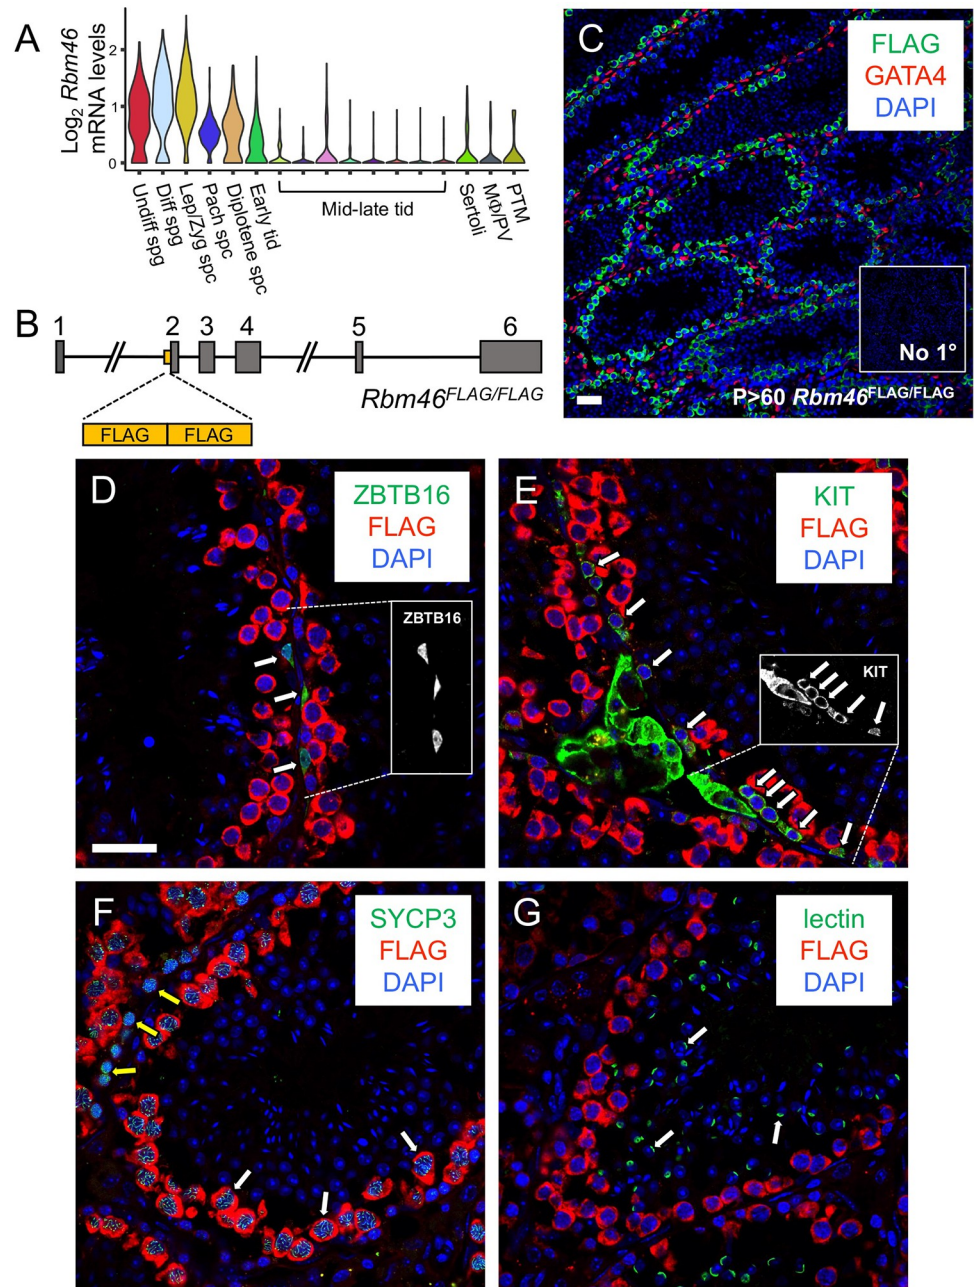 A
Log2 Rbm46
mRNA levels
2
1
0
Undiff spg
Diff spg
Lep/Zyg spc
Pach spc
Diplotene spc
Early tid
Mid-late tid
Sertoli
MΦ/PV
PTM
B
1
2
3
4
5
6
Rbm46FLAG/FLAG
FLAG FLAG
C
FLAG
GATA4
DAPI
No 1°
P>60 Rbm46FLAG/FLAG
D
ZBTB16
FLAG
DAPI
ZBTB16
E
KIT
FLAG
DAPI
KIT
F
SYCP3
FLAG
DAPI
G
lectin
FLAG
DAPI